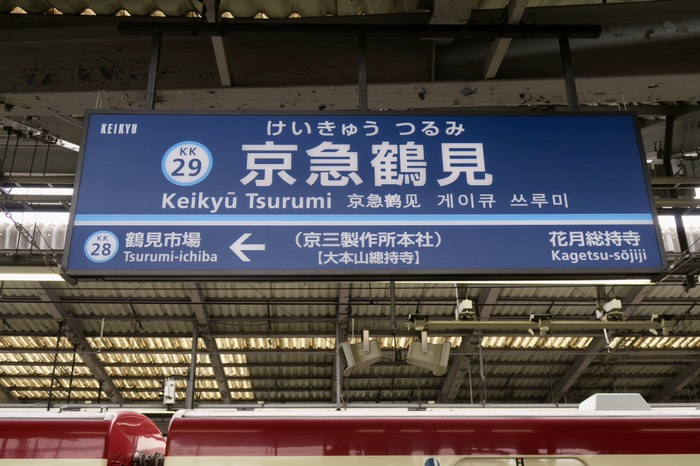 KEIKYU
けいきゅう つるみ
KK
29
京急鶴見
Keikyū Tsurumi 京急鹤见 게이큐 쓰루미
KK
28
鶴見市場
Tsurumi-ichiba
←
(京三製作所本社)
【大本山總持寺】
花月総持寺
Kagetsu-sōjiji